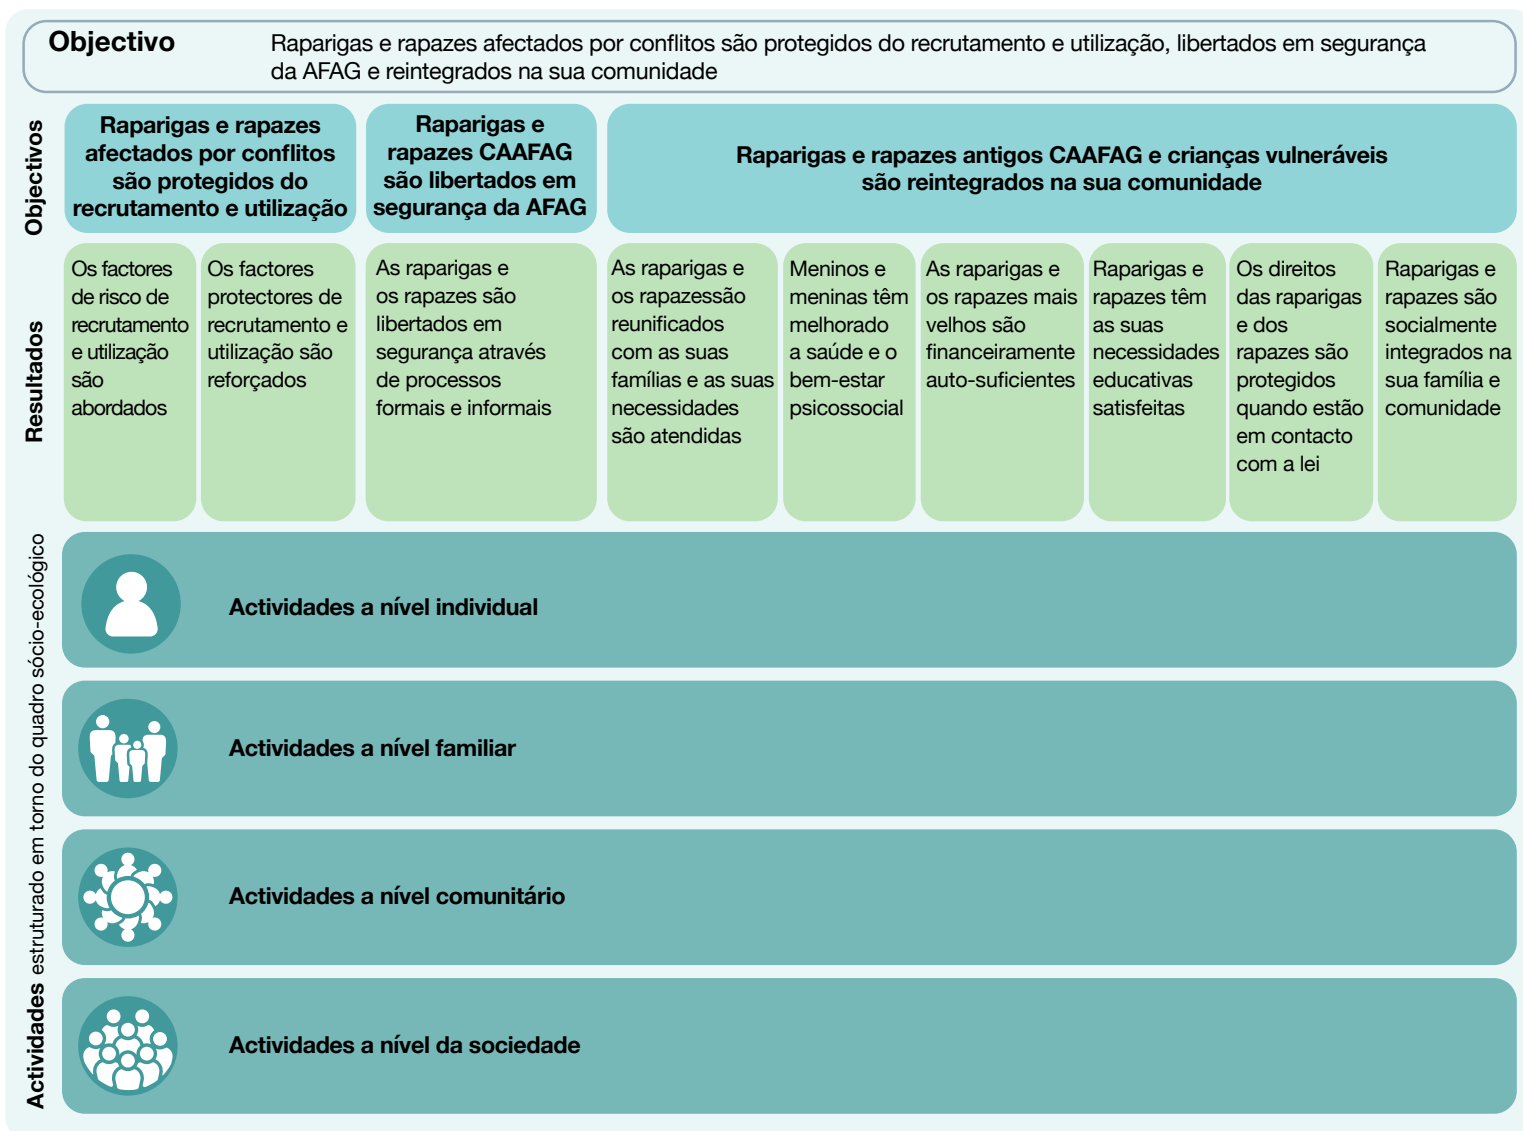 Objectivo
Raparigas e rapazes afectados por conflitos são protegidos do recrutamento e utilização, libertados em segurança
da AFAG e reintegrados na sua comunidade
Objectivos
Raparigas e rapazes
afectados por conflitos
são protegidos do
recrutamento e utilização
Raparigas e
rapazes CAAFAG
são libertados em
segurança da AFAG
Raparigas e rapazes antigos CAAFAG e crianças vulneráveis
são reintegrados na sua comunidade
Resultados
Os factores
de risco de
recrutamento
e utilização
são
abordados
Os factores
protectores de
recrutamento e
utilização são
reforçados
As raparigas e
os rapazes são
libertados em
segurança através
de processos
formais e informais
As raparigas e
os rapazessão
reunificados
com as suas
famílias e as suas
necessidades
são atendidas
Meninos e
meninas têm
melhorado
a saúde e o
bem-estar
psicossocial
As raparigas e
os rapazes mais
velhos são
financeiramente
auto-suficientes
Raparigas e
rapazes têm
as suas
necessidades
educativas
satisfeitas
Os direitos
das raparigas
e dos
rapazes são
protegidos
quando estão
em contacto
com a lei
Raparigas e
rapazes são
socialmente
integrados na
sua família e
comunidade
Actividades estruturado em torno do quadro sócio-ecológico
Actividades a nível individual
Actividades a nível familiar
Actividades a nível comunitário
Actividades a nível da sociedade